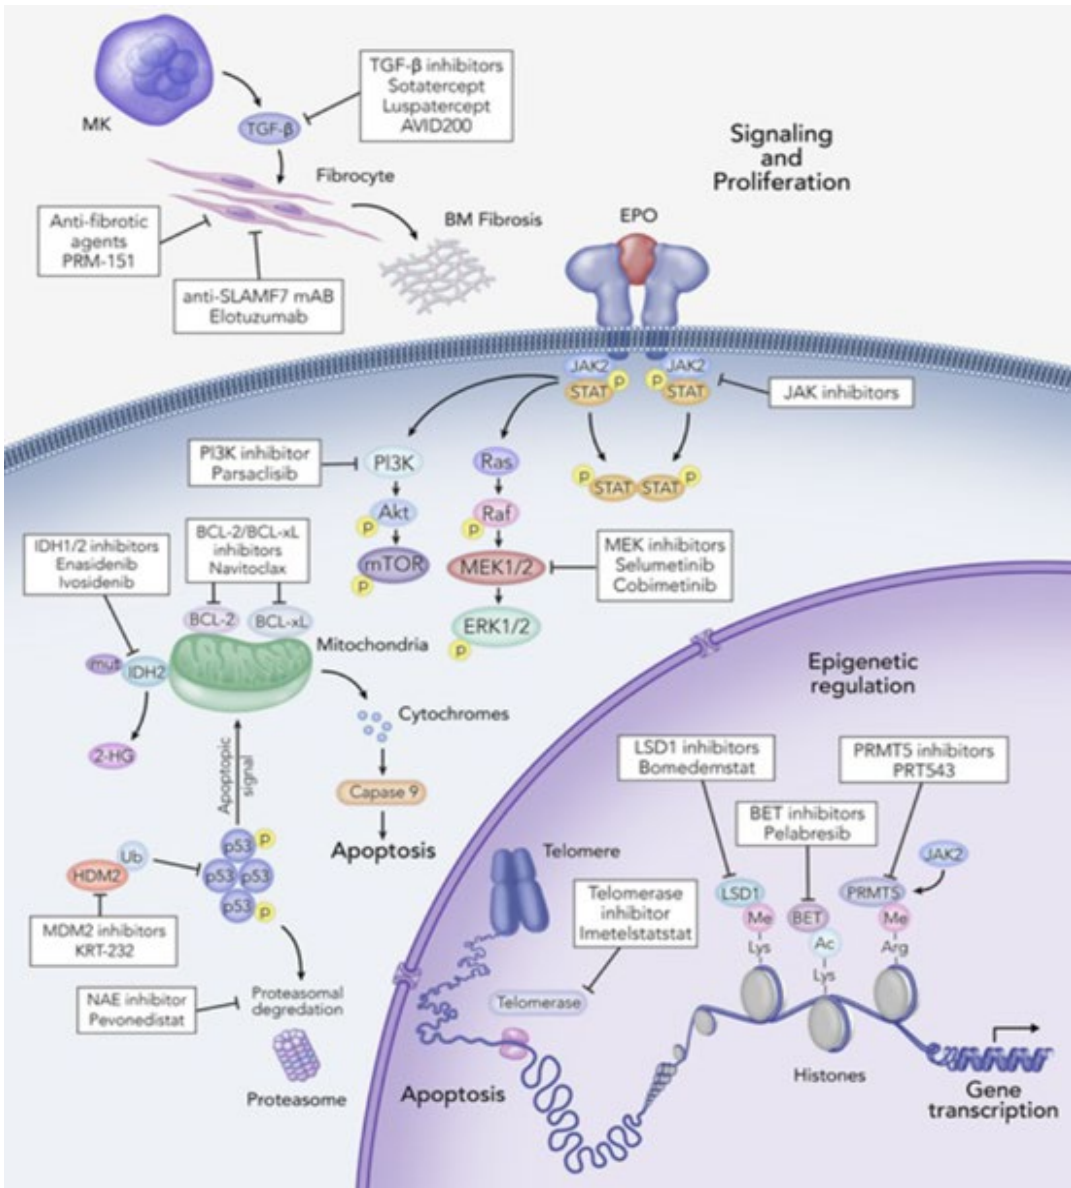 MK
TGF-β
TGF-β inhibitors
Sotatercept
Luspatercept
AVID200
Fibrocyte
BM Fibrosis
Anti-fibrotic
agents
PRM-151
anti-SLAMF7 mAB
Elotuzumab
Signaling
and
Proliferation
EPO
JAK2
STAT
P
JAK2
STAT
P
JAK inhibitors
STAT
STAT
P
P
PI3K inhibitor
Parsaclisib
PI3K
Akt
P
mTOR
P
Ras
Raf
P
MEK1/2
ERK1/2
P
MEK inhibitors
Selumetinib
Cobimetinib
IDH1/2 inhibitors
Enasidenib
Ivosidenib
BCL-2/BCL-xL
inhibitors
Navitoclax
BCL-2
BCL-xL
Mitochondria
mut
IDH2
2-HG
Cytochromes
Capase 9
Apoptosis
Apoptopic
signal
p53
P
p53
p53
p53
P
Ub
HDM2
MDM2 inhibitors
KRT-232
NAE inhibitor
Pevonedistat
Proteasomal
degredation
Proteasome
Epigenetic
regulation
LSD1 inhibitors
Bomedemstat
PRMT5 inhibitors
PRT543
BET inhibitors
Pelabresib
JAK2
LSD1
Me
Lys
BET
Ac
Lys
PRMT5
Me
Arg
Telomere
Telomerase
inhibitor
Imetelstatstat
Telomerase
Apoptosis
Histones
Gene
transcription